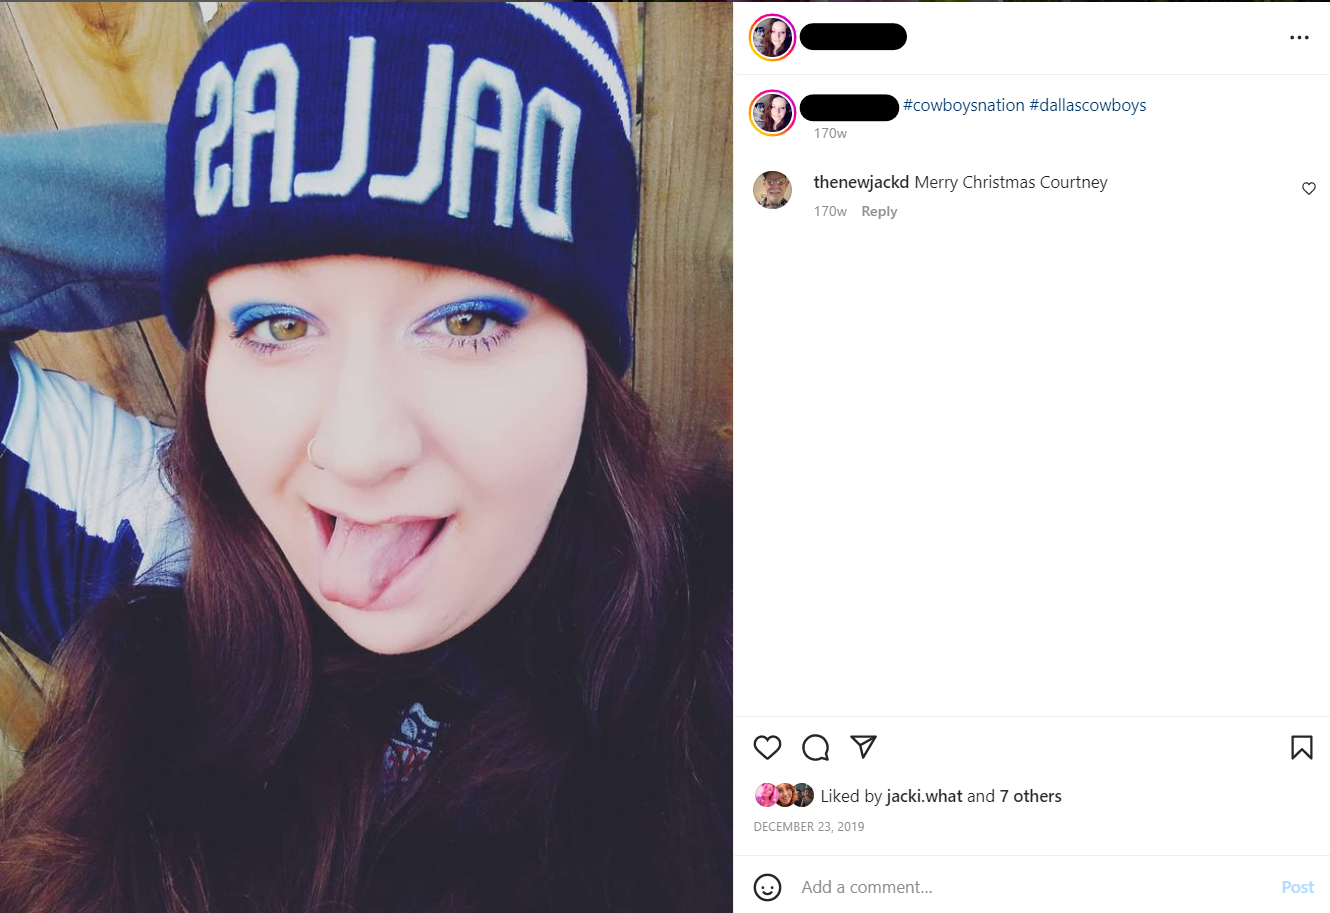 DALLAS
#cowboysnation #dallascowboys
170w
thenewjackd Merry Christmas Courtney
170w Reply
Liked by jacki.what and 7 others
DECEMBER 23, 2019
Add a comment...
Post